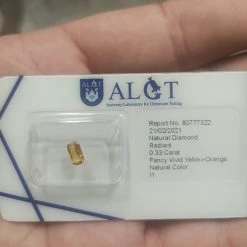 ALGT
Antwerp Laboratory for Gemstone Testing
Report No. 80777322
21/02/2021
Natural Diamond
Radiant
0.33 Carat
Fancy Vivid Yellow-Orange
Natural Color
I1
ALGT